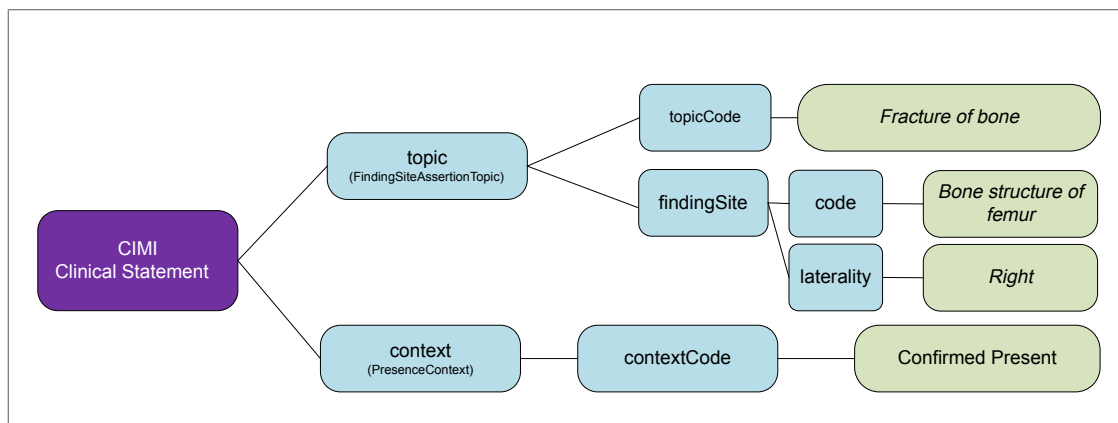 CIMI
Clinical Statement
topic
(FindingSiteAssertionTopic)
topicCode
Fracture of bone
findingSite
code
Bone structure of
femur
laterality
Right
context
(PresenceContext)
contextCode
Confirmed Present